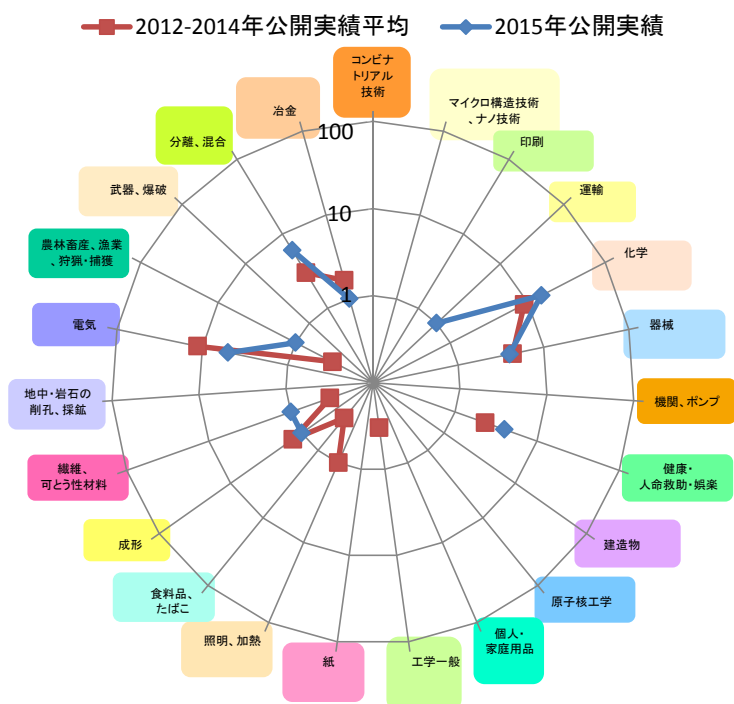 2012-2014年公開実績平均
2015年公開実績
コンビナ
トリアル
技術
マイクロ構造技術
、ナノ技術
印刷
運輸
化学
器械
機関、ポンプ
健康・
人命救助・娯楽
建造物
原子核工学
個人・
家庭用品
工学一般
紙
照明、加熱
食料品、
たばこ
成形
繊維、
可とう性材料
地中・岩石の
削孔、採鉱
電気
農林畜産、漁業
、狩猟・捕獲
武器、爆破
分離、混合
冶金
100
10
1